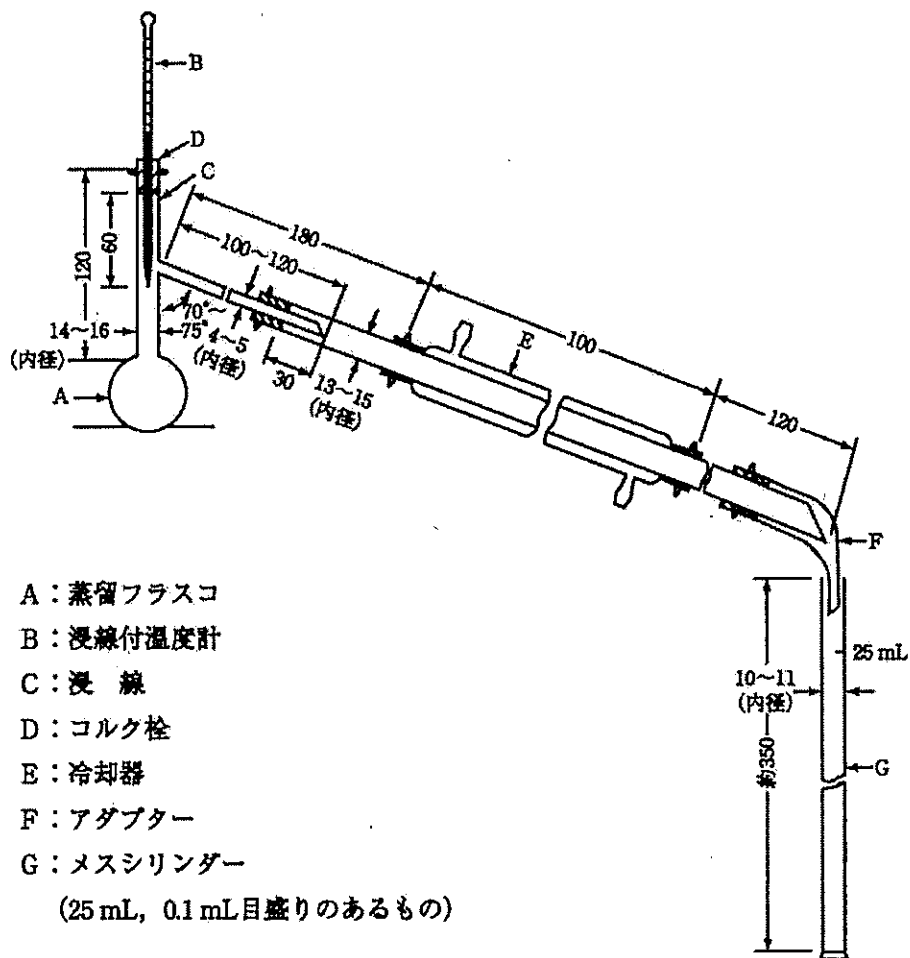 B
D
C
180
100~120
60
120
70°~
75°
4~5
(内径)
14~16
(内径)
30
13~15
(内径)
E
100
120
A
F
A:蒸留フラスコ
B:浸線付温度計
C:浸 線
D:コルク栓
E:冷却器
F:アダプター
G:メスシリンダー
(25 mL, 0.1 mL目盛りのあるもの)
25 mL
10~11
(内径)
約350
G